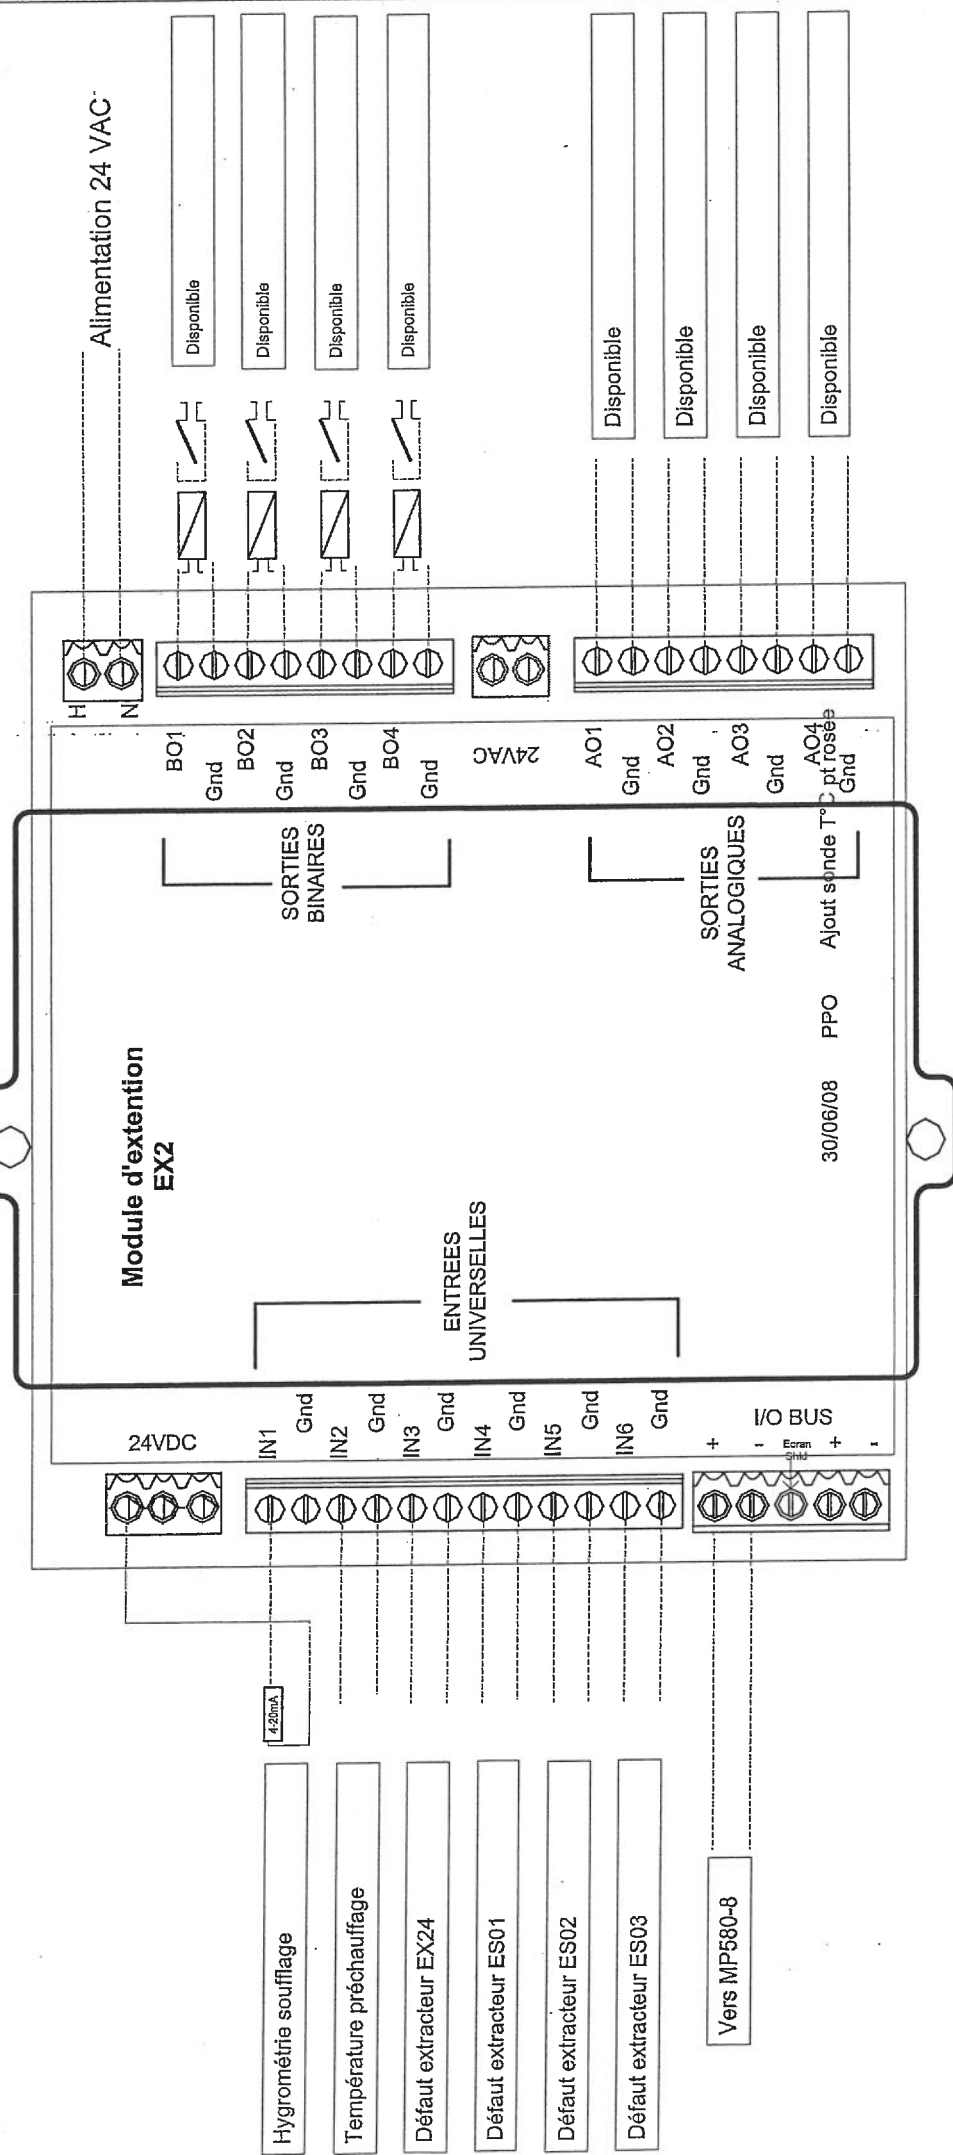 Alimentation 24 VAC
Disponible
Disponible
Disponible
Disponible
Disponible
Disponible
Disponible
Disponible
H
N
BO1
Gnd
BO2
Gnd
BO3
Gnd
BO4
Gnd
24VAC
AO1
Gnd
AO2
Gnd
AO3
Gnd
AO4
Gnd
SORTIES
BINAIRES
SORTIES
ANALOGIQUES
Module d'extention
EX2
30/06/08 PPO Ajout sonde T°C pt rosée
ENTREES
UNIVERSELLES
24VDC
IN1
Gnd
IN2
Gnd
IN3
Gnd
IN4
Gnd
IN5
Gnd
IN6
Gnd
I/O BUS
+
-
Ecran
Shld
+
-
4-20mA
Hygrométrie soufflage
Température préchauffage
Défaut extracteur EX24
Défaut extracteur ES01
Défaut extracteur ES02
Défaut extracteur ES03
Vers MP580-8